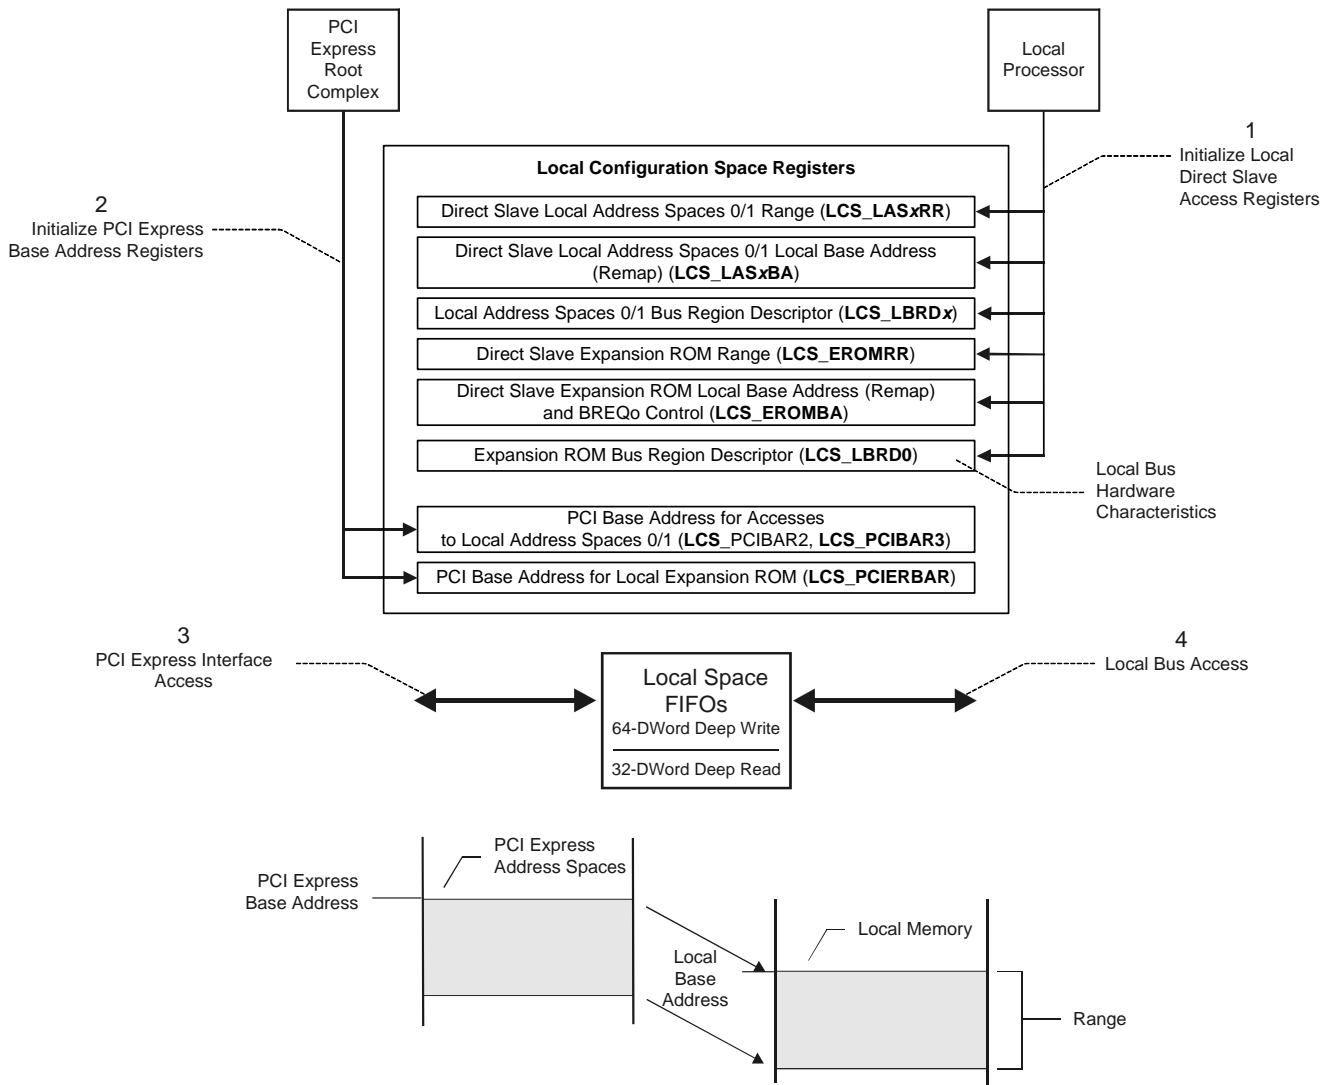 PCI
Express
Root
Complex
Local
Processor
1
Initialize Local
Direct Slave
Access Registers
2
Initialize PCI Express
Base Address Registers
Local Configuration Space Registers
Direct Slave Local Address Spaces 0/1 Range (LCS_LASxRR)
Direct Slave Local Address Spaces 0/1 Local Base Address
(Remap) (LCS_LASxBA)
Local Address Spaces 0/1 Bus Region Descriptor (LCS_LBRDx)
Direct Slave Expansion ROM Range (LCS_EROMRR)
Direct Slave Expansion ROM Local Base Address (Remap)
and BREQo Control (LCS_EROMBA)
Expansion ROM Bus Region Descriptor (LCS_LBRD0)
Local Bus
Hardware
Characteristics
PCI Base Address for Accesses
to Local Address Spaces 0/1 (LCS_PCIBAR2, LCS_PCIBAR3)
PCI Base Address for Local Expansion ROM (LCS_PCIERBAR)
3
PCI Express Interface
Access
Local Space
FIFOs
64-DWord Deep Write
32-DWord Deep Read
4
Local Bus Access
PCI Express
Address Spaces
PCI Express
Base Address
Local Memory
Local
Base
Address
Range